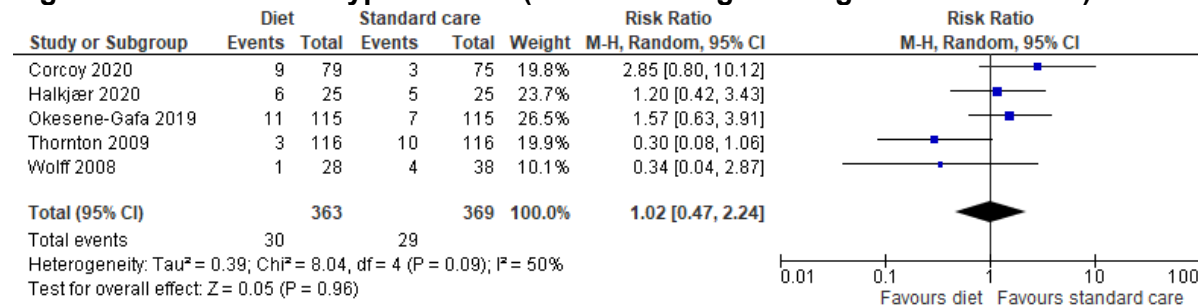 Diet Standard care Risk Ratio Risk Ratio
Study or Subgroup Events Total Events Total Weight M-H, Random, 95% CI M-H, Random, 95% CI
Corcoy 2020 9 79 3 75 19.8% 2.85 [0.80, 10.12]
Halkjær 2020 6 25 5 25 23.7% 1.20 [0.42, 3.43]
Okesene-Gafa 2019 11 115 7 115 26.5% 1.57 [0.63, 3.91]
Thornton 2009 3 116 10 116 19.9% 0.30 [0.08, 1.06]
Wolff 2008 1 28 4 38 10.1% 0.34 [0.04, 2.87]
Total (95% CI) 363 369 100.0% 1.02 [0.47, 2.24]
Total events 30 29
Heterogeneity: Tau² = 0.39; Chi² = 8.04, df = 4 (P = 0.09); I² = 50%
Test for overall effect: Z = 0.05 (P = 0.96)
0.01 0.1 1 10 100
Favours diet Favours standard care